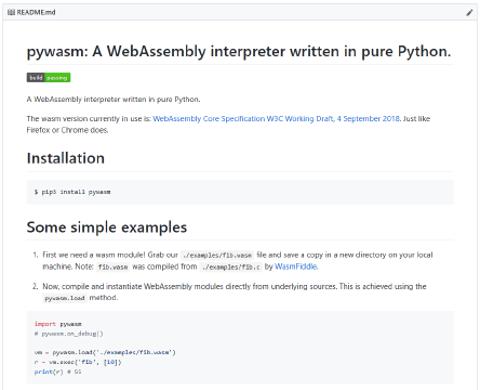 README.md
pywasm: A WebAssembly interpreter written in pure Python.
build passing
A WebAssembly interpreter written in pure Python.
The wasm version currently in use is: WebAssembly Core Specification W3C Working Draft, 4 September 2018. Just like
Firefox or Chrome does.
Installation
$ pip3 install pywasm
Some simple examples
1. First we need a wasm module! Grab our ./examples/fib.wasm file and save a copy in a new directory on your local
machine. Note: fib.wasm was compiled from ./examples/fib.c by WasmFiddle.
2. Now, compile and instantiate WebAssembly modules directly from underlying sources. This is achieved using the
pywasm.load method.
import pywasm
# pywasm.on_debug()
vm = pywasm.load('./examples/fib.wasm')
r = vm.exec('fib', [10])
print(r) # 55